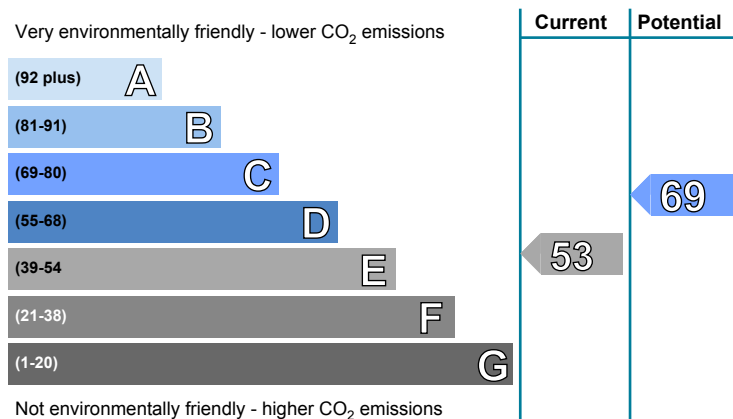 Current Potential
Very environmentally friendly - lower CO2 emissions
(92 plus) A
(81-91) B
(69-80) C
69
(55-68) D
(39-54 E
53
(21-38) F
(1-20) G
Not environmentally friendly - higher CO2 emissions